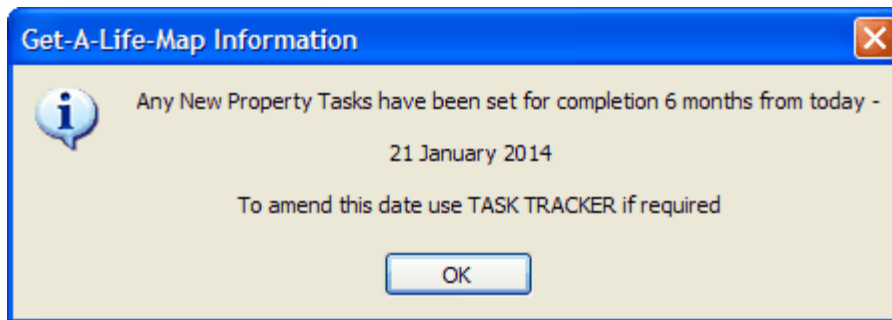 Get-A-Life-Map Information
Any New Property Tasks have been set for completion 6 months from today -
21 January 2014
To amend this date use TASK TRACKER if required
OK